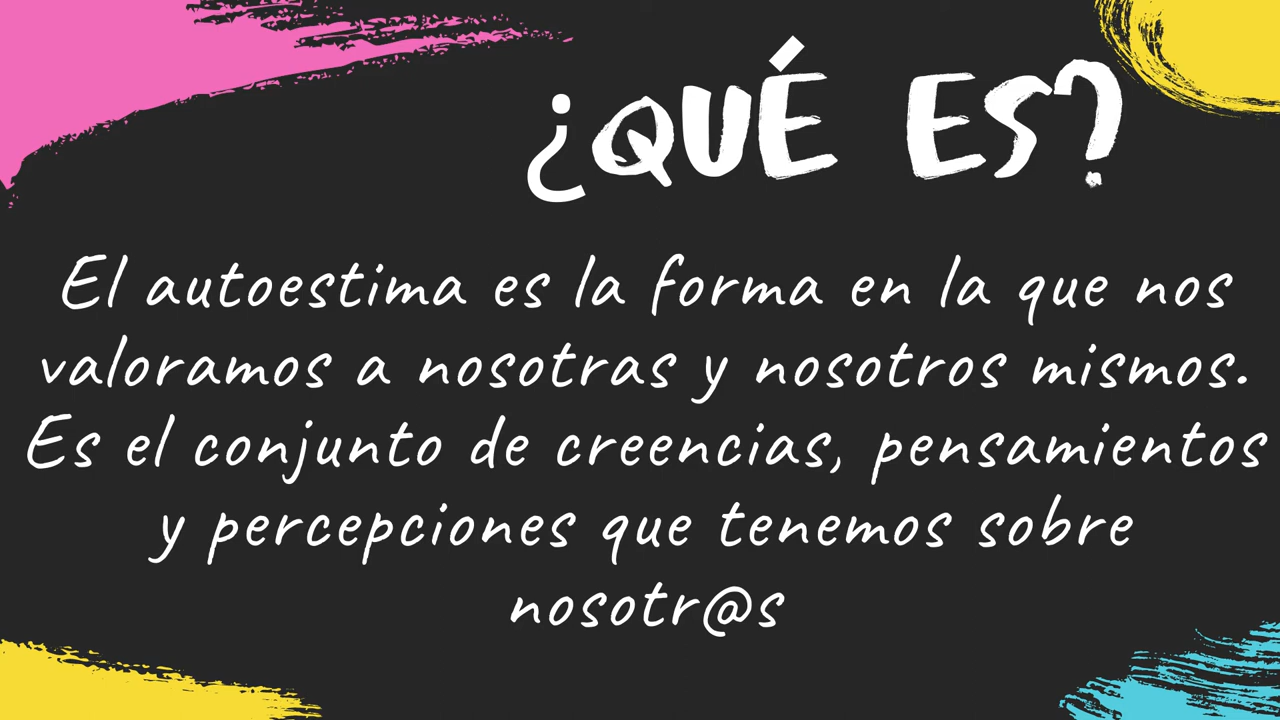 ¿QUÉ ES?
El autoestima es la forma en la que nos
valoramos a nosotras y nosotros mismos.
Es el conjunto de creencias, pensamientos
y percepciones que tenemos sobre
nosotr@s